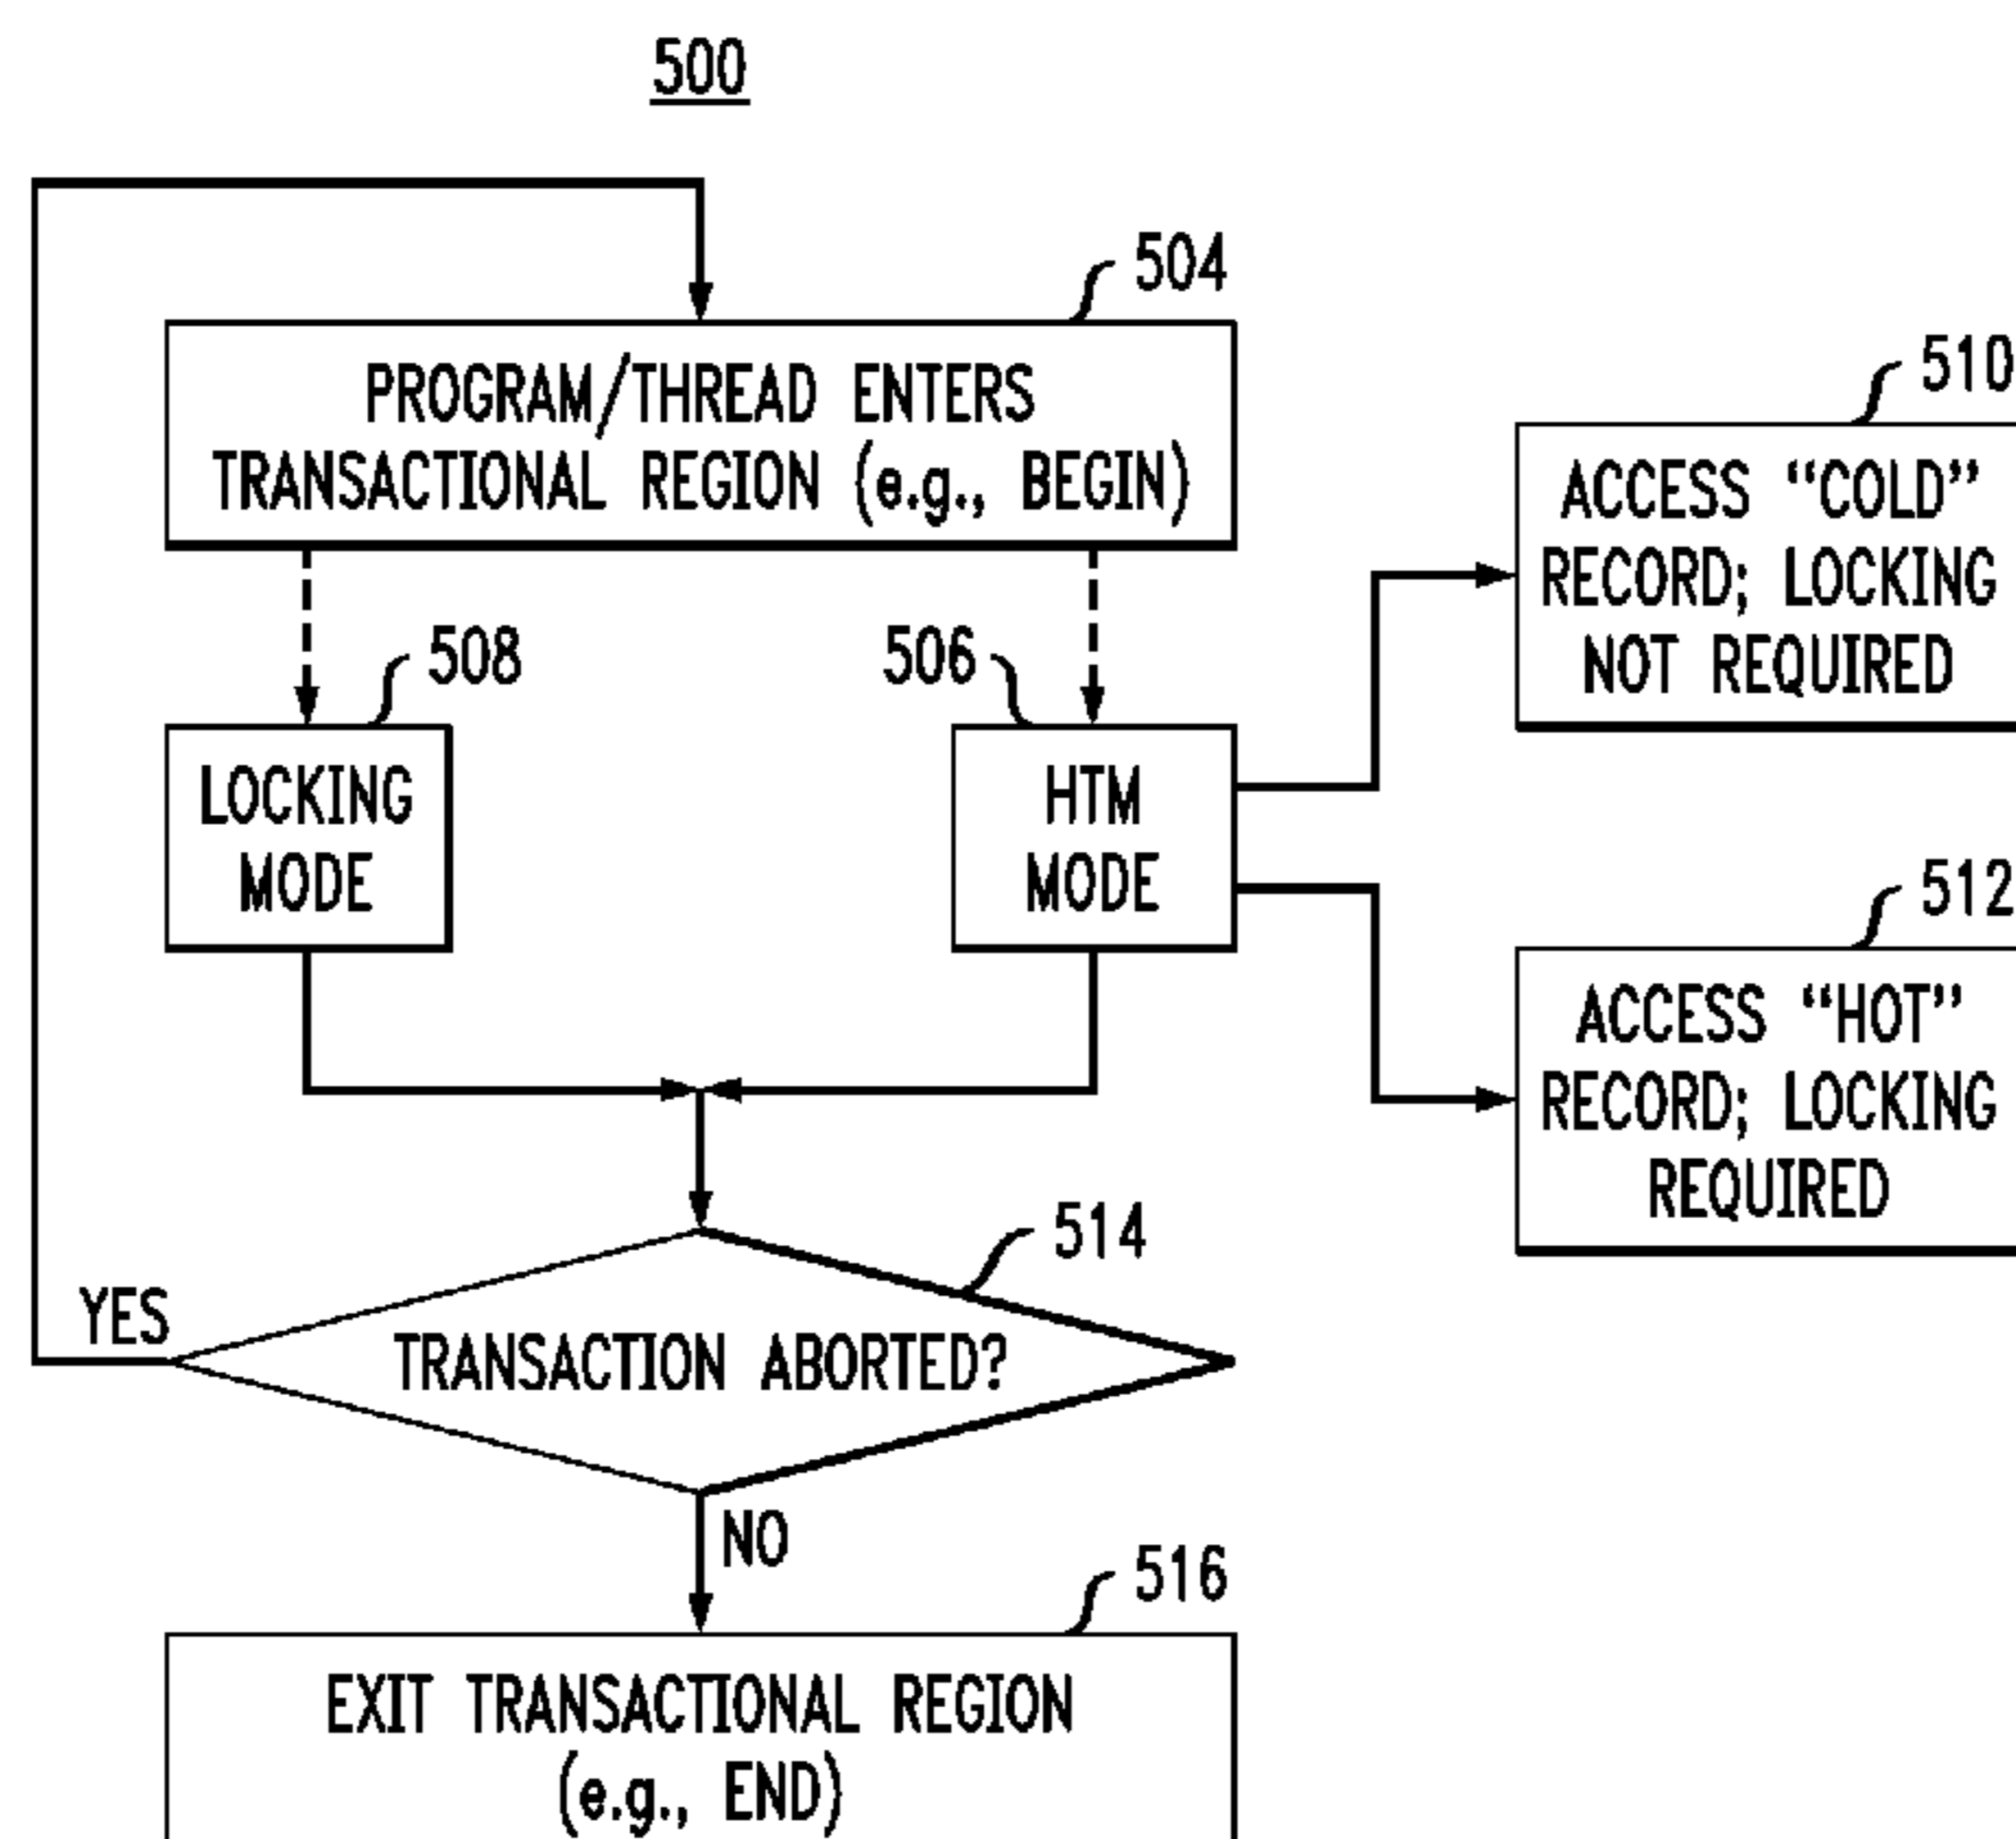 500
504
PROGRAM/THREAD ENTERS
TRANSACTIONAL REGION (e.g., BEGIN)
510
ACCESS “COLD”
RECORD; LOCKING
NOT REQUIRED
508
506
LOCKING
MODE
HTM
MODE
512
ACCESS “HOT”
RECORD; LOCKING
REQUIRED
514
YES
TRANSACTION ABORTED?
NO
516
EXIT TRANSACTIONAL REGION
(e.g., END)